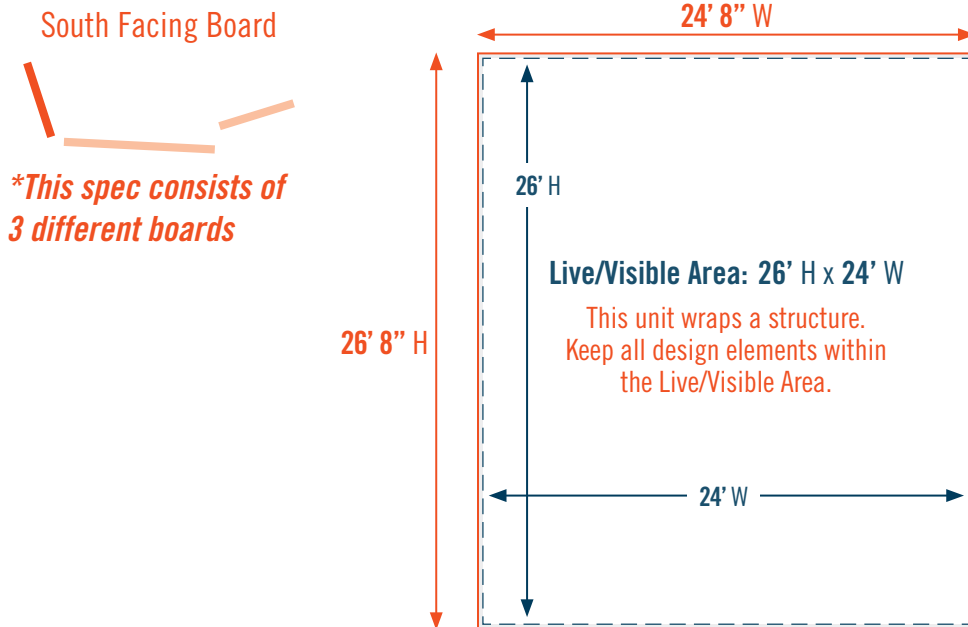 South Facing Board
*This spec consists of
3 different boards
24’ 8” W
26’ H
Live/Visible Area: 26’ H x 24’ W
This unit wraps a structure.
Keep all design elements within
the Live/Visible Area.
26’ 8” H
24’ W